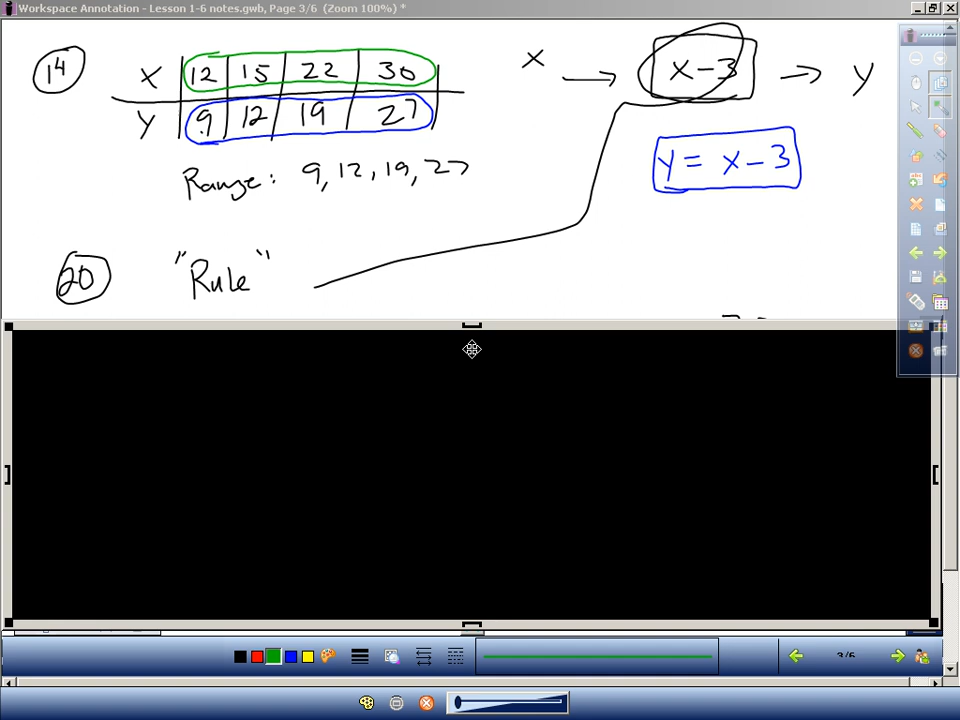 Workspace Annotation - Lesson 1-6 notes.gwb, Page 3/6 (Zoom 100%) *
14
X 12 15 22 30
Y 9 12 19 27
Range: 9, 12, 19, 27
x → x-3 → y
y = x-3
20 "Rule"
3/6